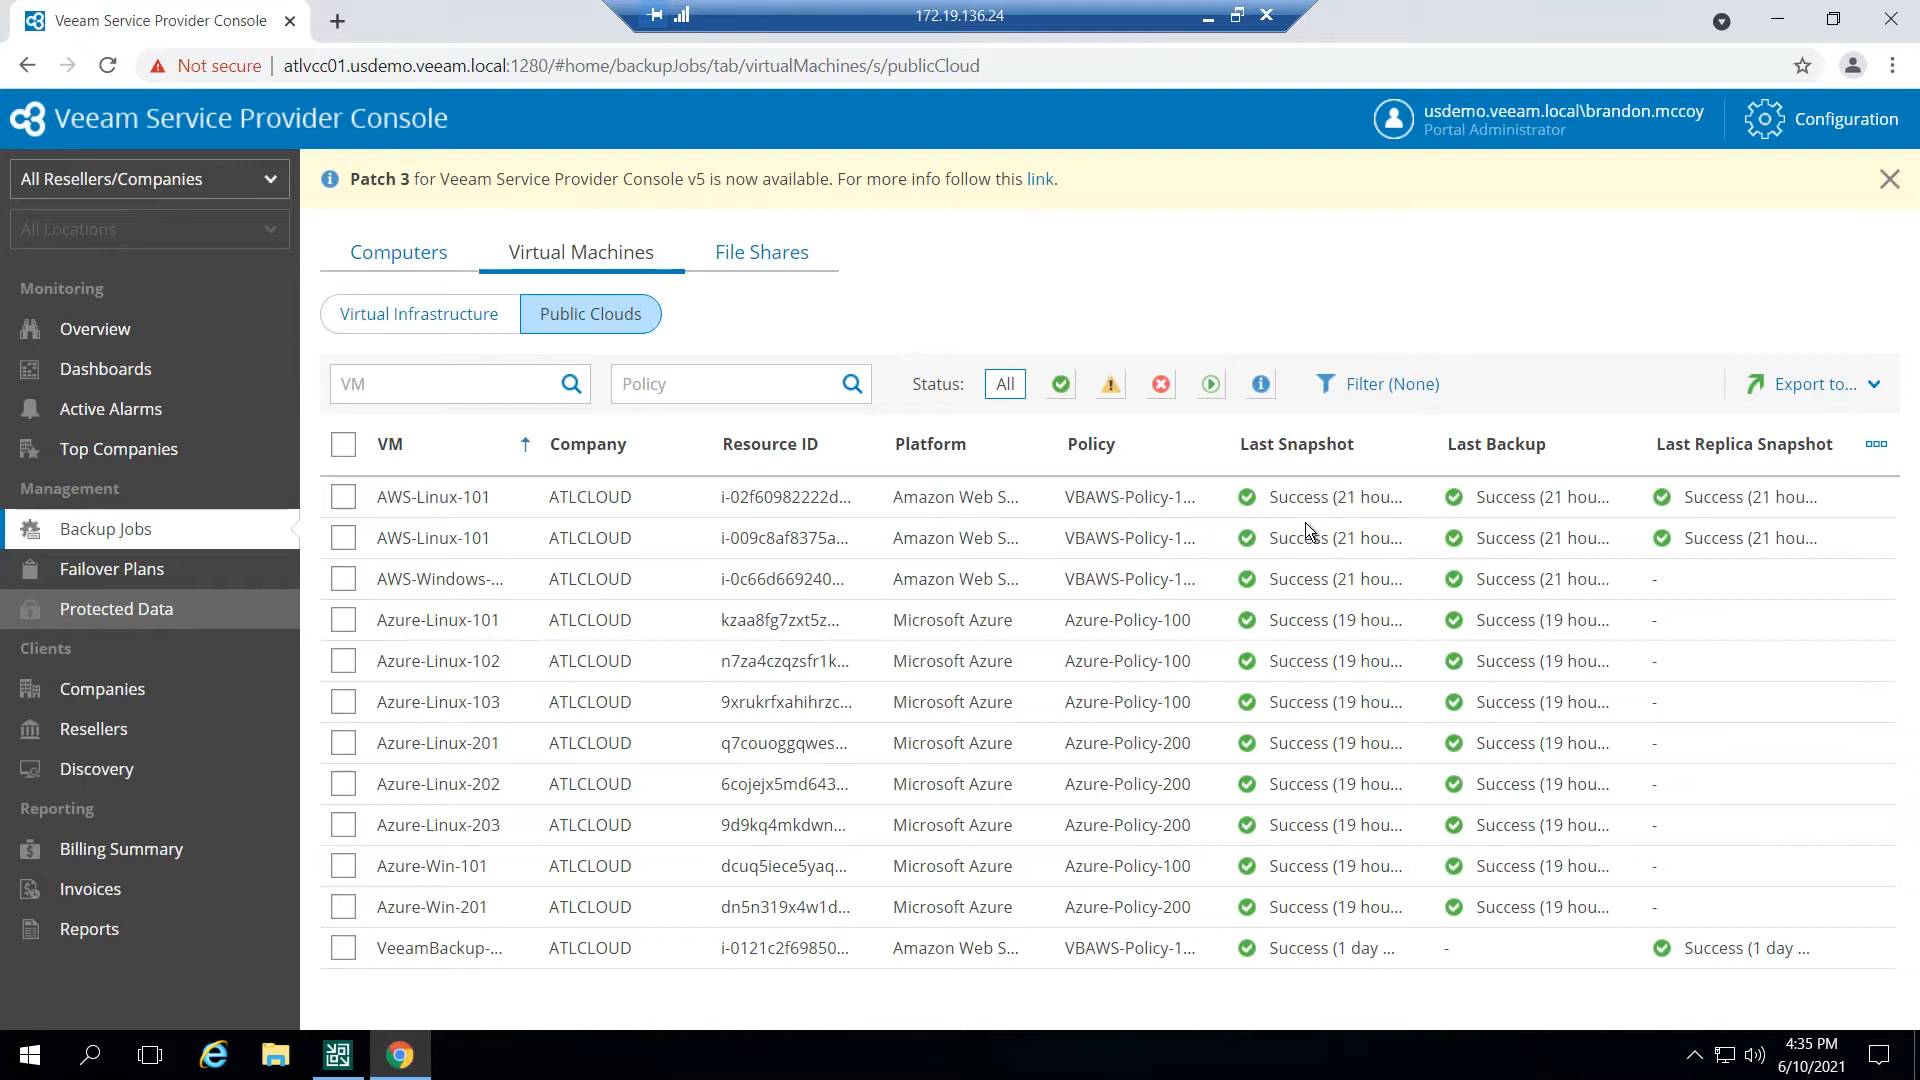 Veeam Service Provider Console
172.19.136.24
Not secure | atlvcc01.usdemo.veeam.local:1280/#home/backupJobs/tab/virtualMachines/s/publicCloud
Veeam Service Provider Console
usdemo.veeam.local\brandon.mccoy
Portal Administrator
Configuration
All Resellers/Companies
All Locations
Monitoring
Overview
Dashboards
Active Alarms
Top Companies
Management
Backup Jobs
Failover Plans
Protected Data
Clients
Companies
Resellers
Discovery
Reporting
Billing Summary
Invoices
Reports
Patch 3 for Veeam Service Provider Console v5 is now available. For more info follow this link.
Computers Virtual Machines File Shares
Virtual Infrastructure Public Clouds
VM Policy Status: All Filter (None) Export to...
VM Company Resource ID Platform Policy Last Snapshot Last Backup Last Replica Snapshot
AWS-Linux-101 ATLCLOUD i-02f60982222d... Amazon Web S... VBAWS-Policy-1... Success (21 hou... Success (21 hou... Success (21 hou...
AWS-Linux-101 ATLCLOUD i-009c8af8375a... Amazon Web S... VBAWS-Policy-1... Success (21 hou... Success (21 hou... Success (21 hou...
AWS-Windows-... ATLCLOUD i-0c66d669240... Amazon Web S... VBAWS-Policy-1... Success (21 hou... Success (21 hou... -
Azure-Linux-101 ATLCLOUD kzaa8fg7zxt5z... Microsoft Azure Azure-Policy-100 Success (19 hou... Success (19 hou... -
Azure-Linux-102 ATLCLOUD n7za4czqzsfr1k... Microsoft Azure Azure-Policy-100 Success (19 hou... Success (19 hou... -
Azure-Linux-103 ATLCLOUD 9xrukrfxahihrzc... Microsoft Azure Azure-Policy-100 Success (19 hou... Success (19 hou... -
Azure-Linux-201 ATLCLOUD q7couoggqwes... Microsoft Azure Azure-Policy-200 Success (19 hou... Success (19 hou... -
Azure-Linux-202 ATLCLOUD 6cojejx5md643... Microsoft Azure Azure-Policy-200 Success (19 hou... Success (19 hou... -
Azure-Linux-203 ATLCLOUD 9d9kq4mkdwn... Microsoft Azure Azure-Policy-200 Success (19 hou... Success (19 hou... -
Azure-Win-101 ATLCLOUD dcuq5iece5yaq... Microsoft Azure Azure-Policy-100 Success (19 hou... Success (19 hou... -
Azure-Win-201 ATLCLOUD dn5n319x4w1d... Microsoft Azure Azure-Policy-200 Success (19 hou... Success (19 hou... -
VeeamBackup-... ATLCLOUD i-0121c2f69850... Amazon Web S... VBAWS-Policy-1... Success (1 day ... - Success (1 day ...
4:35 PM
6/10/2021